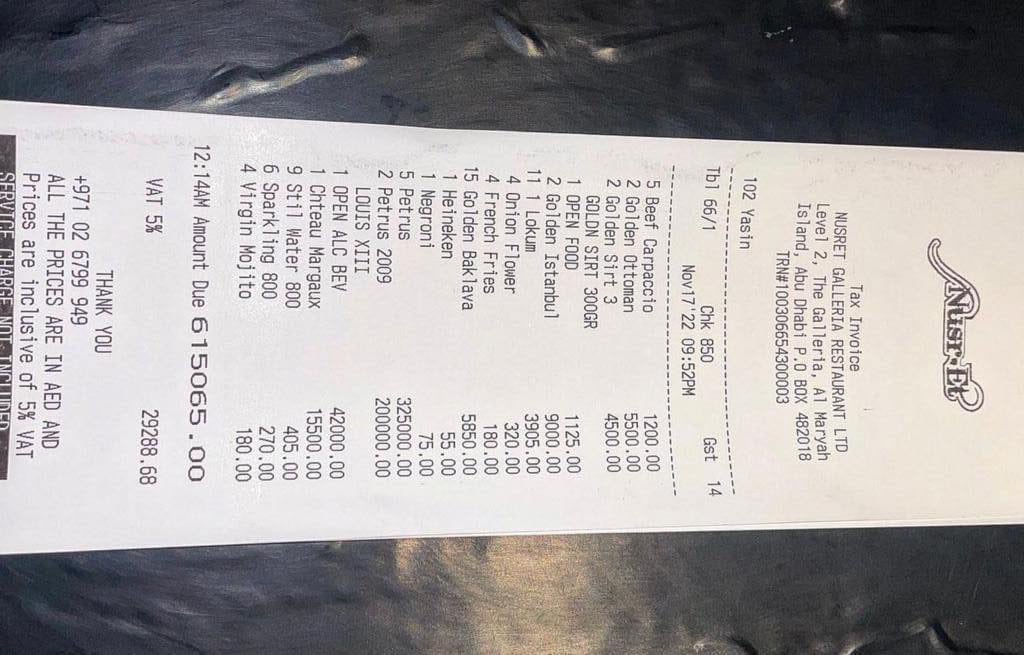 Nusr-Et
Tax Invoice
NUSRET GALLERIA RESTAURANT LTD
Level 2, The Galleria, Al Maryah
Island, Abu Dhabi P.O BOX 482018
TRN#100306654300003
102 Yasin
Tbl 66/1 Chk 850 Gst 14
Nov17'22 09:52PM
5 Beef Carpaccio 1200.00
2 Golden Ottoman 5500.00
2 Golden Sirt 3 4500.00
GOLDN SIRT 300GR
1 OPEN FOOD 1125.00
2 Golden Istanbul 9000.00
11 1 Lokum 3905.00
4 Onion Flower 320.00
4 French Fries 180.00
15 Golden Baklava 5850.00
1 Heineken 55.00
1 Negroni 75.00
5 Petrus 325000.00
2 Petrus 2009 200000.00
LOUIS XIII
1 OPEN ALC BEV 42000.00
1 Chteau Margaux 15500.00
9 Stil Water 800 405.00
6 Sparkling 800 270.00
4 Virgin Mojito 180.00
12:14AM Amount Due 615065.00
VAT 5% 29288.68
THANK YOU
+971 02 6799 949
ALL THE PRICES ARE IN AED AND
Prices are inclusive of 5% VAT
SERVICE CHARGE NOT INCLUDED